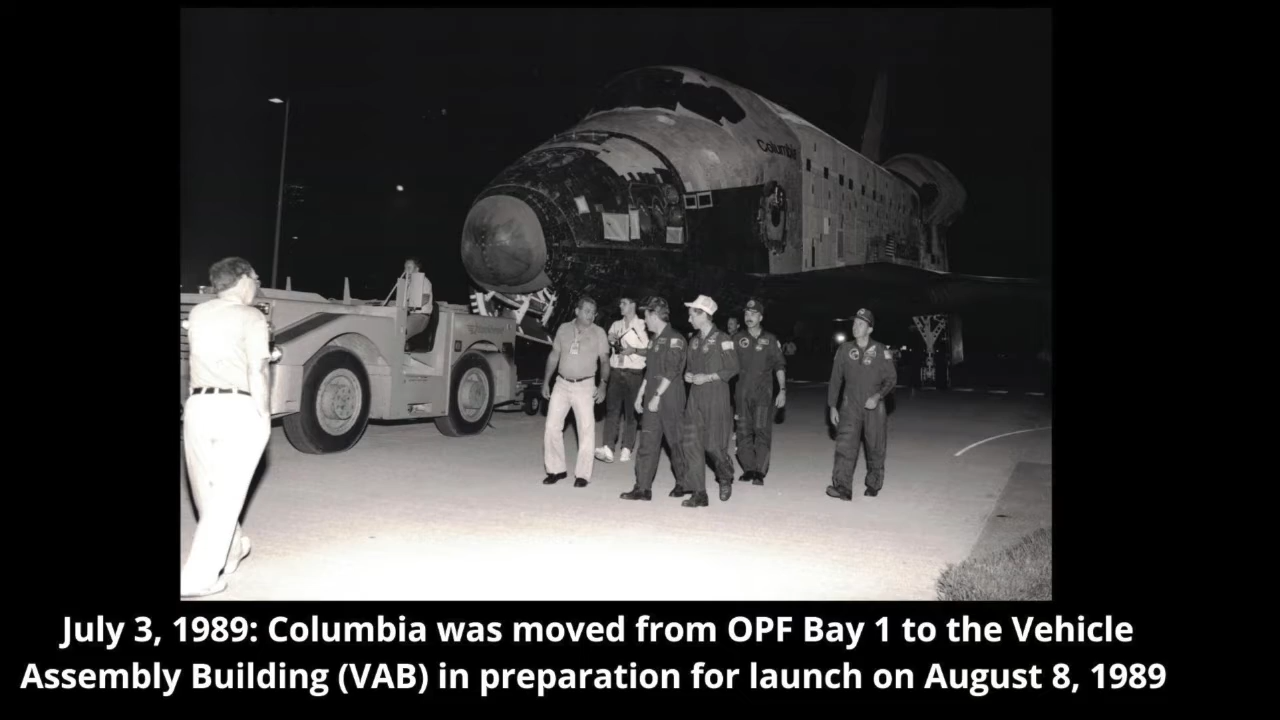 Columbia
July 3, 1989: Columbia was moved from OPF Bay 1 to the Vehicle
Assembly Building (VAB) in preparation for launch on August 8, 1989